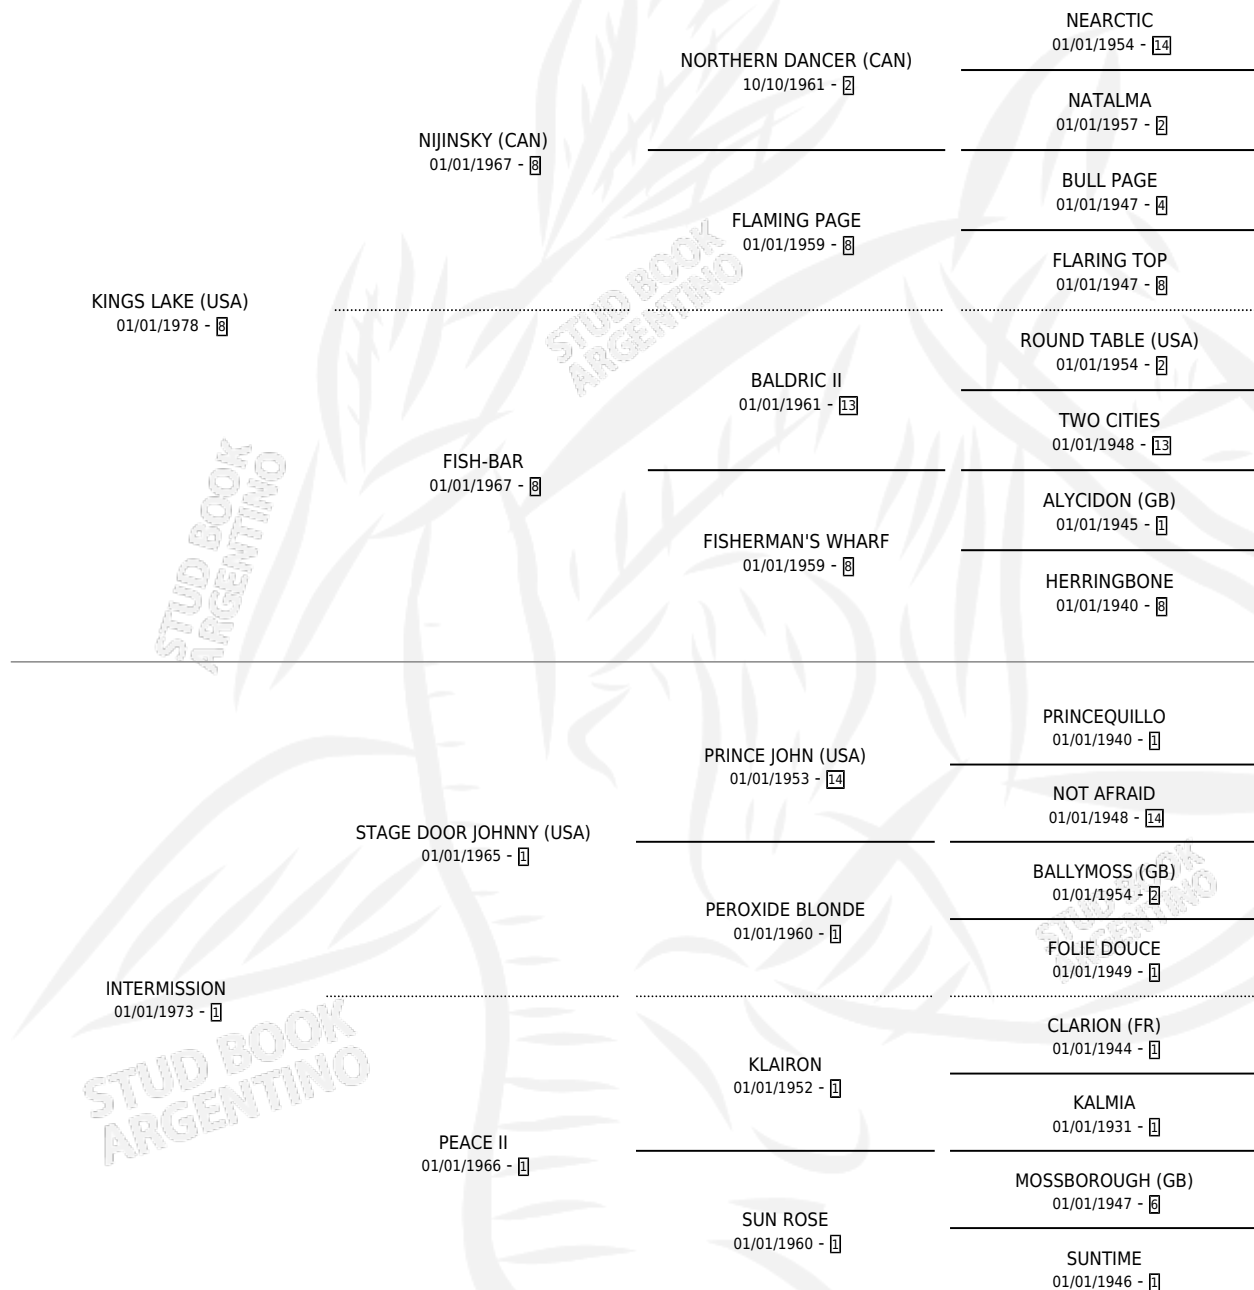 NEARCTIC
01/01/1954 - 14
NORTHERN DANCER (CAN)
10/10/1961 - 2
NATALMA
01/01/1957 - 2
NIJINSKY (CAN)
01/01/1967 - 8
BULL PAGE
01/01/1947 - 4
FLAMING PAGE
01/01/1959 - 8
FLARING TOP
01/01/1947 - 8
KINGS LAKE (USA)
01/01/1978 - 8
ROUND TABLE (USA)
01/01/1954 - 2
BALDRIC II
01/01/1961 - 13
TWO CITIES
01/01/1948 - 13
FISH-BAR
01/01/1967 - 8
ALYCIDON (GB)
01/01/1945 - 1
FISHERMAN'S WHARF
01/01/1959 - 8
HERRINGBONE
01/01/1940 - 8
PRINCEQUILLO
01/01/1940 - 1
PRINCE JOHN (USA)
01/01/1953 - 14
NOT AFRAID
01/01/1948 - 14
STAGE DOOR JOHNNY (USA)
01/01/1965 - 1
BALLYMOSS (GB)
01/01/1954 - 2
PEROXIDE BLONDE
01/01/1960 - 1
FOLIE DOUCE
01/01/1949 - 1
INTERMISSION
01/01/1973 - 1
CLARION (FR)
01/01/1944 - 1
KLAIRON
01/01/1952 - 1
KALMIA
01/01/1931 - 1
PEACE II
01/01/1966 - 1
MOSSBOROUGH (GB)
01/01/1947 - 6
SUN ROSE
01/01/1960 - 1
SUNTIME
01/01/1946 - 1
STUD BOOK
ARGENTINO
STUD BOOK
ARGENTINO
STUD BOOK
ARGENTINO
STUD BOOK
ARGENTINO